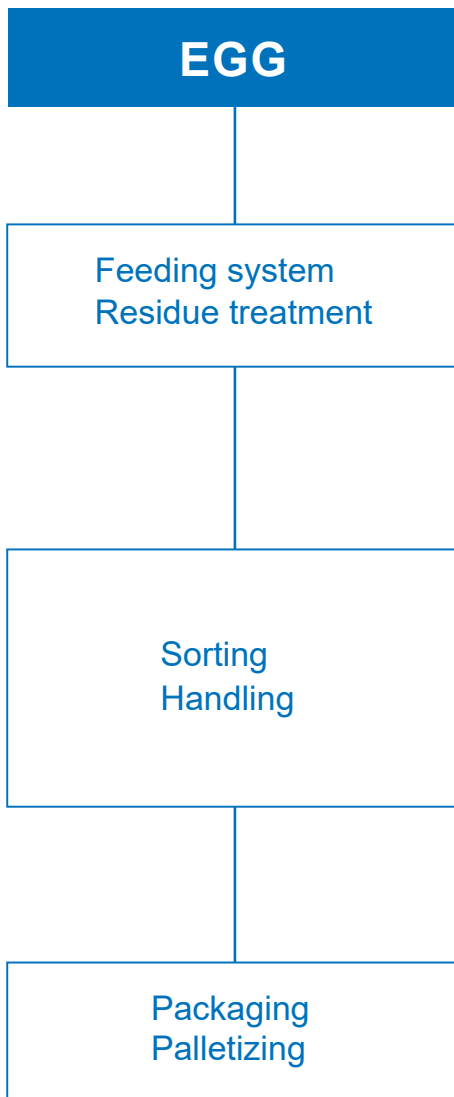 EGG
Feeding system
Residue treatment
Sorting
Handling
Packaging
Palletizing